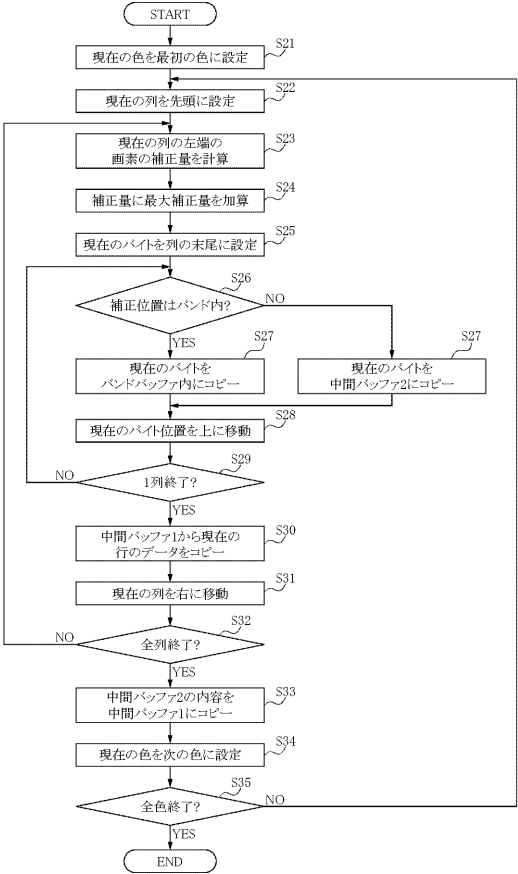 START
S21
現在の色を最初の色に設定
S22
現在の列を先頭に設定
S23
現在の列の左端の
画素の補正量を計算
S24
補正量に最大補正量を加算
S25
現在のバイトを列の末尾に設定
S26
補正位置はバンド内?
NO
YES
S27
S27
現在のバイトを
バンドバッファ内にコピー
現在のバイトを
中間バッファ2にコピー
S28
現在のバイト位置を上に移動
S29
NO
1列終了?
YES
S30
中間バッファ1から現在の
行のデータをコピー
S31
現在の列を右に移動
S32
NO
全列終了?
YES
S33
中間バッファ2の内容を
中間バッファ1にコピー
S34
現在の色を次の色に設定
S35
全色終了?
NO
YES
END